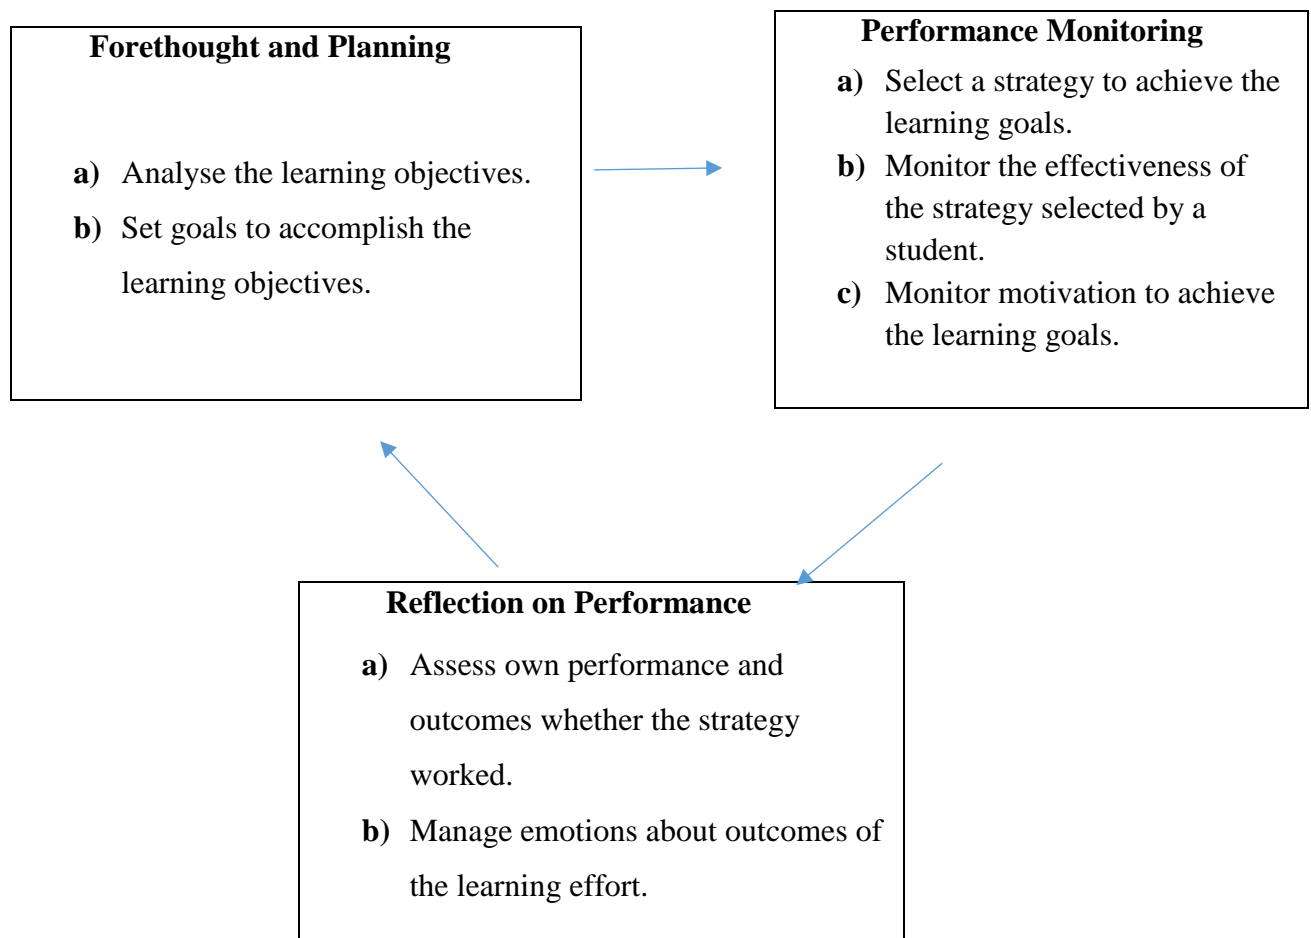 Forethought and Planning
a) Analyse the learning objectives.
b) Set goals to accomplish the
learning objectives.
Performance Monitoring
a) Select a strategy to achieve the
learning goals.
b) Monitor the effectiveness of
the strategy selected by a
student.
c) Monitor motivation to achieve
the learning goals.
Reflection on Performance
a) Assess own performance and
outcomes whether the strategy
worked.
b) Manage emotions about outcomes of
the learning effort.